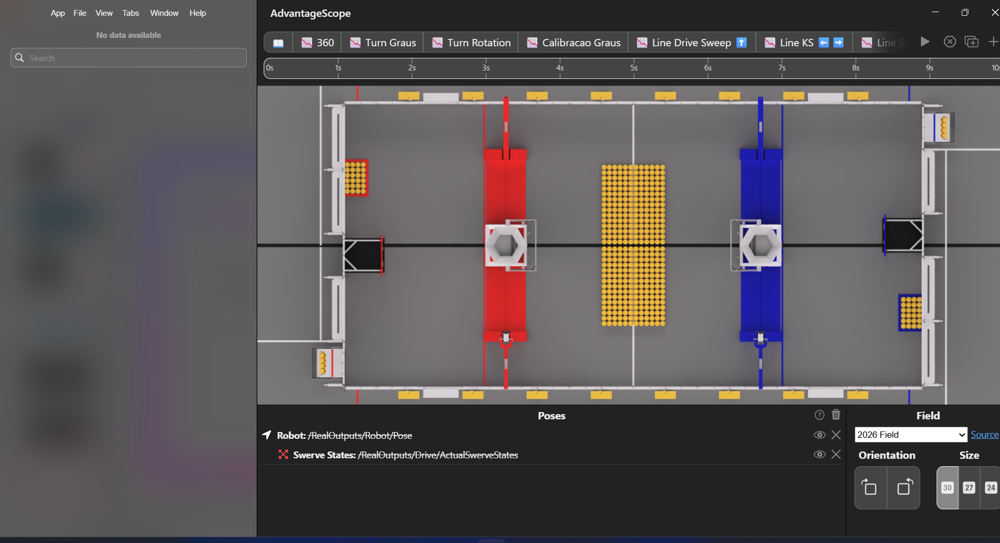 App File View Tabs Window Help
No data available
Search
AdvantageScope
360 Turn Graus Turn Rotation Calibracao Graus Line Drive Sweep ⬆️ Line KS ⬅️ ➡️ Line
0s 1s 2s 3s 4s 5s 6s 7s 8s 9s 10s
Poses
Robot: /RealOutputs/Robot/Pose
Swerve States: /RealOutputs/Drive/ActualSwerveStates
Field
2026 Field Source
Orientation Size
30 27 24